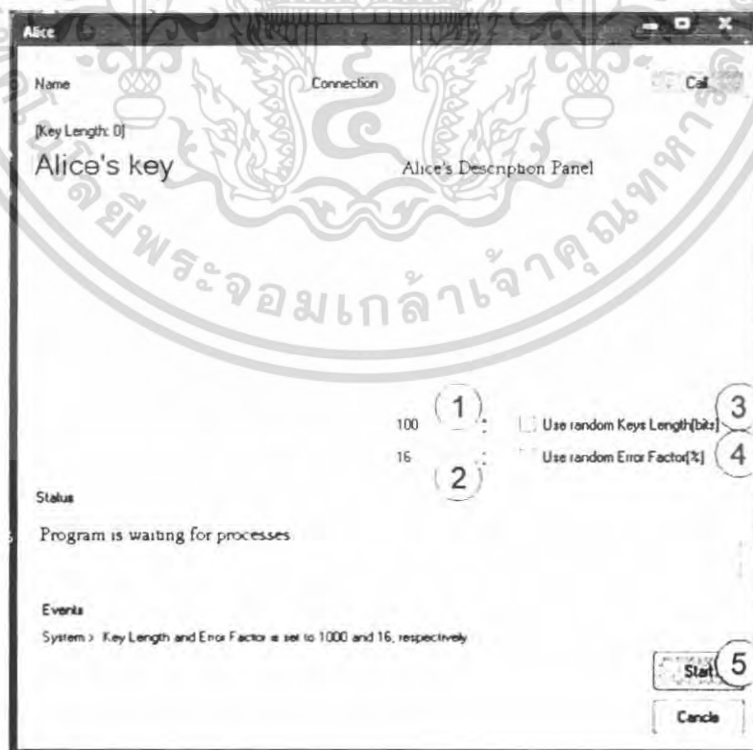 Alice
Name Connection Call
[Key Length: 0]
Alice's key Alice's Description Panel
พระจอมเกล้าเจ้าคุณทหาร
100 1 Use random Keys Length[bits] 3
16 2 Use random Error Factor[%] 4
Status
Program is waiting for processes
Events
System > Key Length and Error Factor is set to 1000 and 16, respectively
Start 5
Cancle